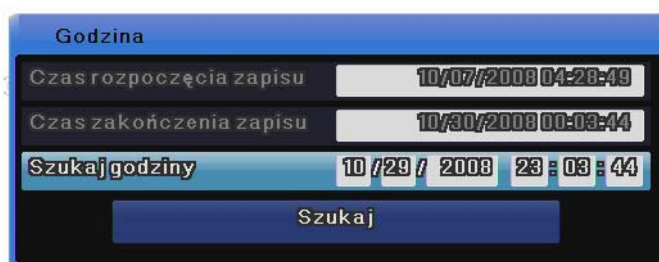 Godzina
Czas rozpoczęcia zapisu 10/07/2008 04:28:49
Czas zakończenia zapisu 10/30/2008 00:03:44
Szukaj godziny 10 / 29 / 2008 23 : 03 : 44
Szukaj